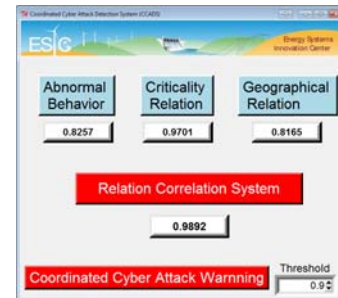 Coordinated Cyber Attack Detection System (CCADS)
ESIC
Energy Systems
Innovation Center
Abnormal
Behavior
Criticality
Relation
Geographical
Relation
0.8257
0.9701
0.8165
Relation Correlation System
0.9892
Coordinated Cyber Attack Warnning
Threshold
0.9